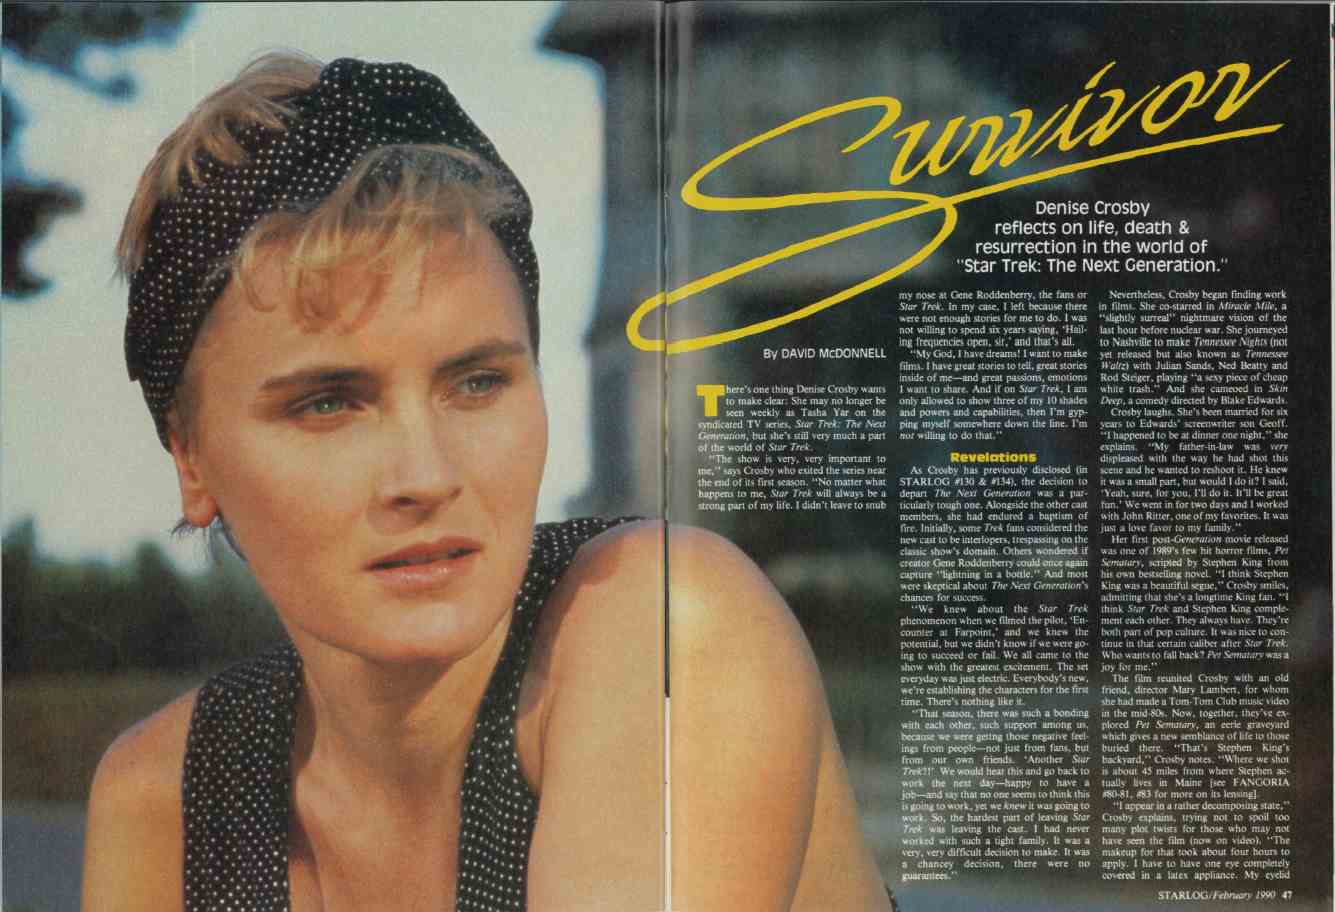 Survivor
Denise Crosby
reflects on life, death &
resurrection in the world of
"Star Trek: The Next Generation."
By DAVID McDONNELL
There's one thing Denise Crosby wants
to make clear: She may no longer be
seen weekly as Tasha Yar on the
syndicated TV series, Star Trek: The Next
Generation, but she's still very much a part
of the world of Star Trek.
"The show is very, very important to
me," says Crosby who exited the series near
the end of its first season. "No matter what
happens to me, Star Trek will always be a
strong part of my life. I didn't leave to snub
my nose at Gene Roddenberry, the fans or
Star Trek. In my case, I left because there
were not enough stories for me to do. I was
not willing to spend six years saying, 'Hail-
ing frequencies open, sir,' and that's all.
"My God, I have dreams! I want to make
films. I have great stories to tell, great stories
inside of me—and great passions, emotions
I want to share. And if on Star Trek, I am
only allowed to show three of my 10 shades
and powers and capabilities, then I'm gyp-
ping myself somewhere down the line. I'm
not willing to do that."
Revelations
As Crosby has previously disclosed (in
STARLOG #130 & #134), the decision to
depart The Next Generation was a par-
ticularly tough one. Alongside the other cast
members, she had endured a baptism of
fire. Initially, some Trek fans considered the
new cast to be interlopers, trespassing on the
classic show's domain. Others wondered if
creator Gene Roddenberry could once again
capture "lightning in a bottle." And most
were skeptical about The Next Generation's
chances for success.
"We knew about the Star Trek
phenomenon when we filmed the pilot, 'En-
counter at Farpoint,' and we knew the
potential, but we didn't know if we were go-
ing to succeed or fail. We all came to the
show with the greatest excitement. The set
everyday was just electric. Everybody's new,
we're establishing the characters for the first
time. There's nothing like it.
"That season, there was such a bonding
with each other, such support among us,
because we were getting those negative feel-
ings from people—not just from fans, but
from our own friends. 'Another Star
Trek?!' We would hear this and go back to
work the next day—happy to have a
job—and say that no one seems to think this
is going to work, yet we knew it was going to
work. So, the hardest part of leaving Star
Trek was leaving the cast. I had never
worked with such a tight family. It was a
very, very difficult decision to make. It was
a chancey decision, there were no
guarantees."
Nevertheless, Crosby began finding work
in films. She co-starred in Miracle Mile, a
"slightly surreal" nightmare vision of the
last hour before nuclear war. She journeyed
to Nashville to make Tennessee Nights (not
yet released but also known as Tennessee
Waltz) with Julian Sands, Ned Beatty and
Rod Steiger, playing "a sexy piece of cheap
white trash." And she cameoed in Skin
Deep, a comedy directed by Blake Edwards.
Crosby laughs. She's been married for six
years to Edwards' screenwriter son Geoff.
"I happened to be at dinner one night," she
explains. "My father-in-law was very
displeased with the way he had shot this
scene and he wanted to reshoot it. He knew
it was a small part, but would I do it? I said,
'Yeah, sure, for you, I'll do it. It'll be great
fun.' We went in for two days and I worked
with John Ritter, one of my favorites. It was
just a love favor to my family."
Her first post-Generation movie released
was one of 1989's few hit horror films, Pet
Sematary, scripted by Stephen King from
his own bestselling novel. "I think Stephen
King was a beautiful segue," Crosby smiles,
admitting that she's a longtime King fan. "I
think Star Trek and Stephen King comple-
ment each other. They always have. They're
both part of pop culture. It was nice to con-
tinue in that certain caliber after Star Trek.
Who wants to fall back? Pet Sematary was a
joy for me."
The film reunited Crosby with an old
friend, director Mary Lambert, for whom
she had made a Tom-Tom Club music video
in the mid-80s. Now, together, they've ex-
plored Pet Sematary, an eerie graveyard
which gives a new semblance of life to those
buried there. "That's Stephen King's
backyard," Crosby notes. "Where we shot
is about 45 miles from where Stephen ac-
tually lives in Maine [see FANGORIA
#80-81, #83 for more on its lensing].
"I appear in a rather decomposing state,"
Crosby explains, trying not to spoil too
many plot twists for those who may not
have seen the film (now on video). "The
makeup for that took about four hours to
apply. I have to have one eye completely
covered in a latex appliance. My eyelid
STARLOG/February 1990 47